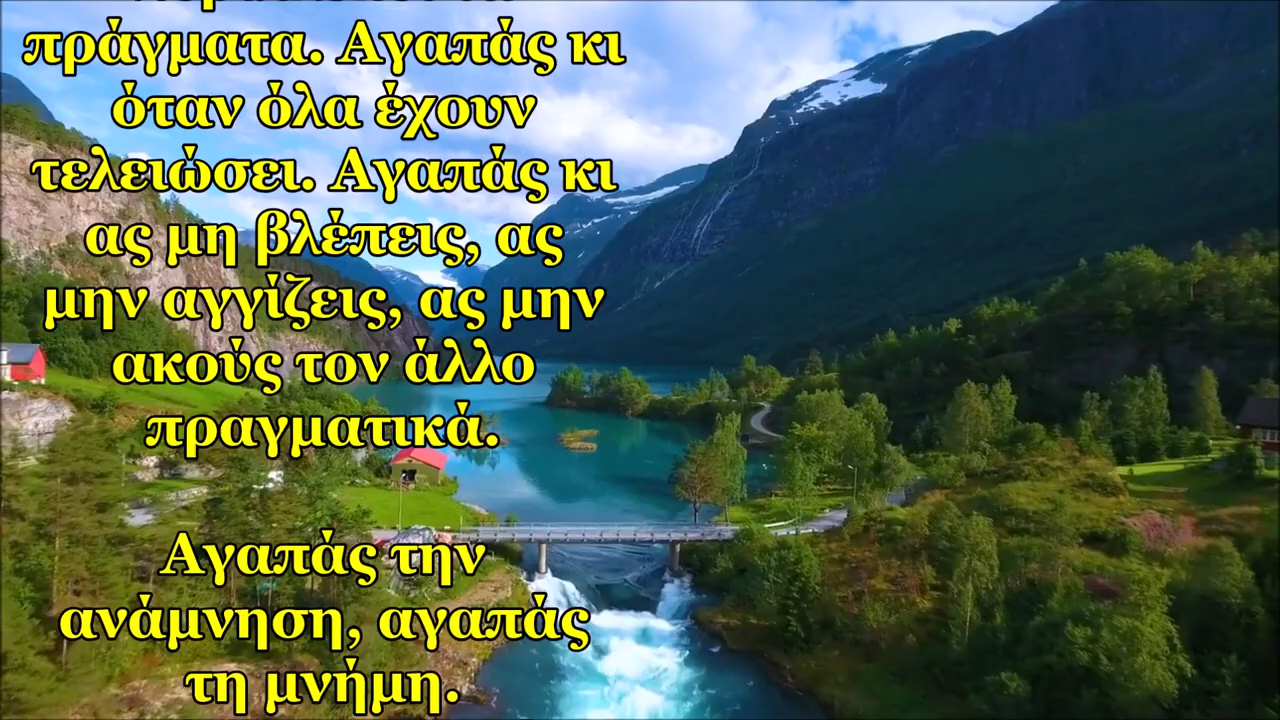 πράγματα. Αγαπάς κι
όταν όλα έχουν
τελειώσει. Αγαπάς κι
ας μη βλέπεις, ας
μην αγγίζεις, ας μην
ακούς τον άλλο
πραγματικά.
Αγαπάς την
ανάμνηση, αγαπάς
τη μνήμη.